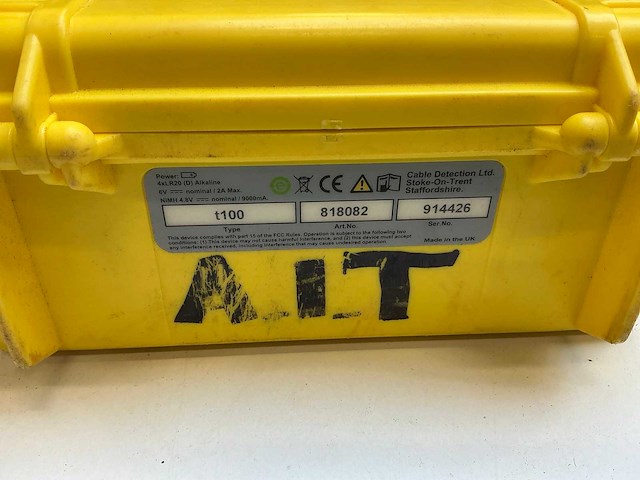 Power:
4xLR20 (D) Alkaline
6V nominal / 2A Max.
NiMH 4.8V nominal / 9000mA.
CE
Cable Detection Ltd.
Stoke-On-Trent
Staffordshire.
t100 818082 914426
Type Art.No. Ser.No.
This device complies with part 15 of the FCC Rules. Operation is subject to the following two
conditions: (1) This device may not cause harmful interference, and (2) this device must accept
any interference received, including interference that may cause undesired operation.
Made in the UK
A.I.T